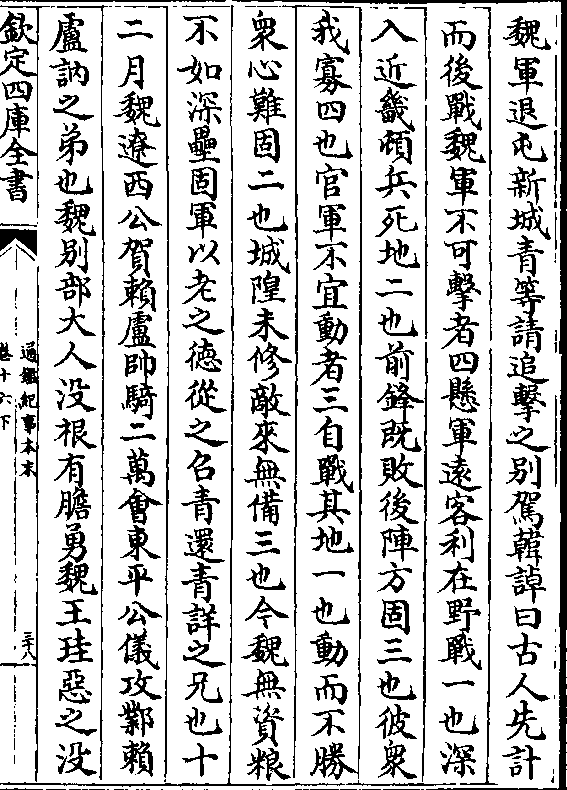 魏軍退屯新城青等請追擊之别駕韓𧨳曰古人先計
而後戰魏軍不可擊者四懸軍遠客利在野戰一也深
入近畿頓兵死地二也前鋒既敗後陣方固三也彼衆
我寡四也官軍不宜動者三自戰其地一也動而不勝
衆心難固二也城隍未修敵來無備三也今魏無資粮
不如深壘固軍以老之德從之召青還青詳之兄也十
二月魏遼西公賀賴盧帥騎二萬會東平公儀攻鄴賴
盧訥之弟也魏别部大人没根有膽勇魏王珪惡之没
欽定四庫全書
通鑑紀事本末
卷十六下
三十八